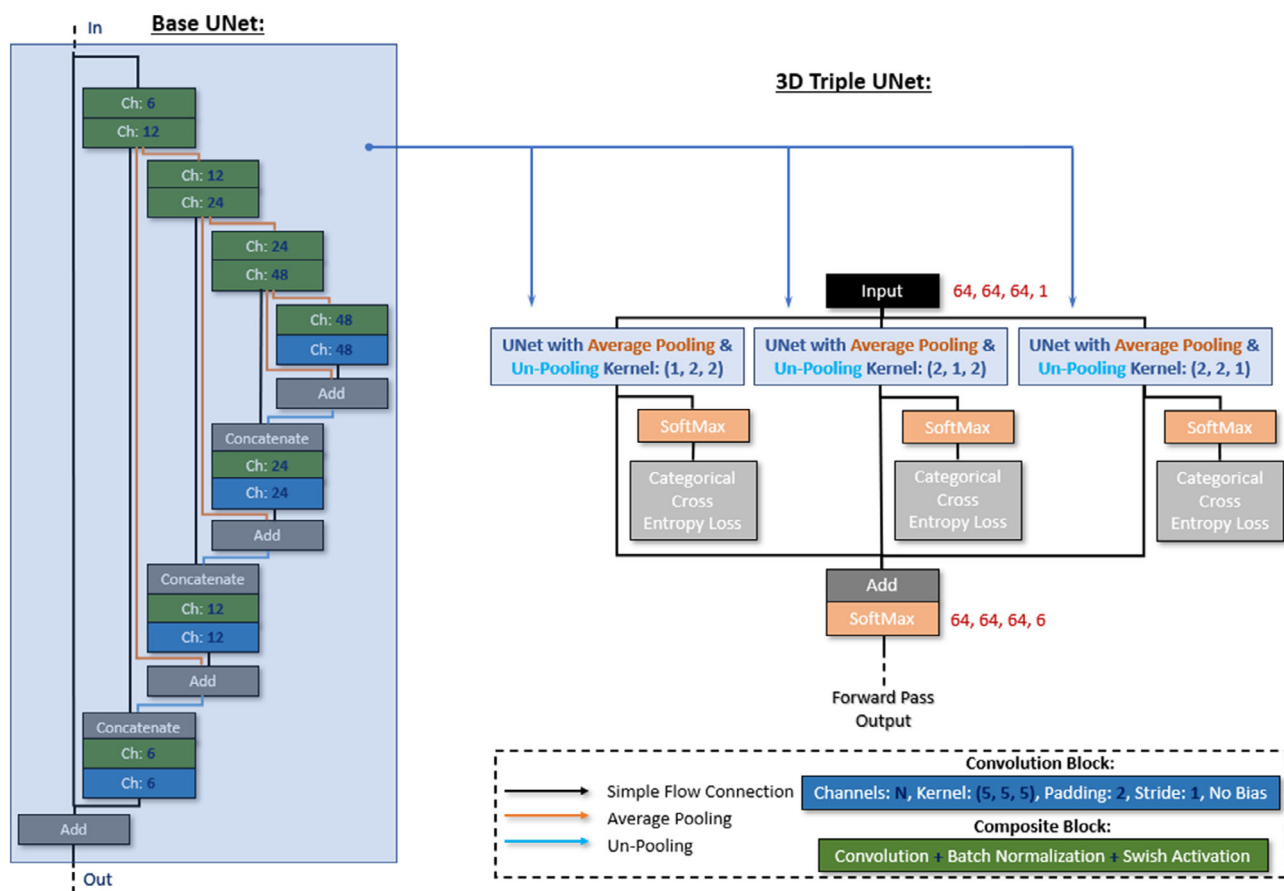 Base UNet:
In
Ch: 6
Ch: 12
Ch: 12
Ch: 24
Ch: 24
Ch: 48
Ch: 48
Ch: 48
Add
Concatenate
Ch: 24
Ch: 24
Add
Concatenate
Ch: 12
Ch: 12
Add
Concatenate
Ch: 6
Ch: 6
Add
Out
3D Triple UNet:
Input
64, 64, 64, 1
UNet with Average Pooling &
Un-Pooling Kernel: (1, 2, 2)
UNet with Average Pooling &
Un-Pooling Kernel: (2, 1, 2)
UNet with Average Pooling &
Un-Pooling Kernel: (2, 2, 1)
SoftMax
Categorical
Cross
Entropy Loss
SoftMax
Categorical
Cross
Entropy Loss
SoftMax
Categorical
Cross
Entropy Loss
Add
SoftMax
64, 64, 64, 6
Forward Pass
Output
Simple Flow Connection
Average Pooling
Un-Pooling
Convolution Block:
Channels: N, Kernel: (5, 5, 5), Padding: 2, Stride: 1, No Bias
Composite Block:
Convolution + Batch Normalization + Swish Activation